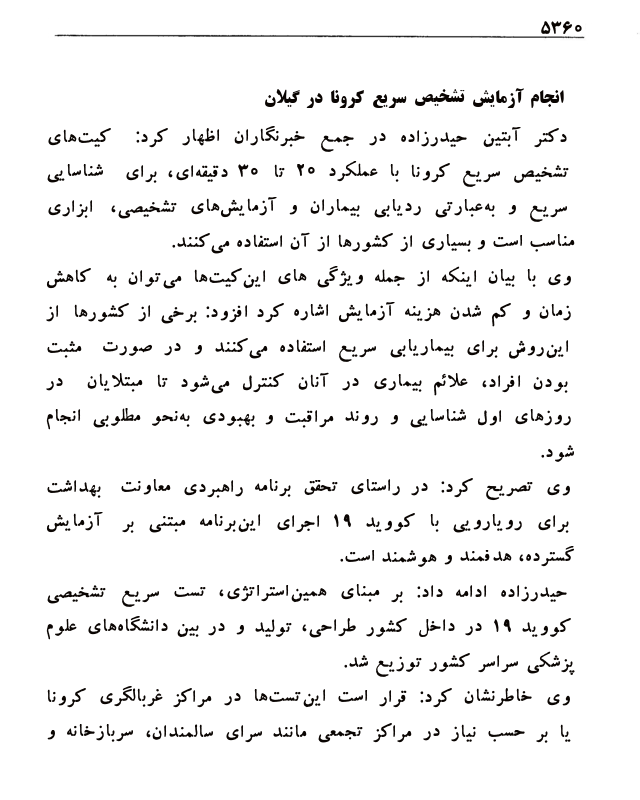 ۵۳۶۰
انجام آزمایش تشخیص سریع کرونا در گیلان
دکتر آبتین حیدرزاده در جمع خبرنگاران اظهار کرد: کیت‌های
تشخیص سریع کرونا با عملکرد ۲۰ تا ۳۰ دقیقه‌ای، برای شناسایی
سریع و به‌عبارتی ردیابی بیماران و آزمایش‌های تشخیصی، ابزاری
مناسب است و بسیاری از کشورها از آن استفاده می‌کنند.
وی با بیان اینکه از جمله ویژگی های این‌کیت‌ها می‌توان به کاهش
زمان و کم شدن هزینه آزمایش اشاره کرد افزود: برخی از کشورها از
این‌روش برای بیماریابی سریع استفاده می‌کنند و در صورت مثبت
بودن افراد، علائم بیماری در آنان کنترل می‌شود تا مبتلایان در
روزهای اول شناسایی و روند مراقبت و بهبودی به‌نحو مطلوبی انجام
شود.
وی تصریح کرد: در راستای تحقق برنامه راهبردی معاونت بهداشت
برای رویارویی با کووید ۱۹ اجرای این‌برنامه مبتنی بر آزمایش
گسترده، هدفمند و هوشمند است.
حیدرزاده ادامه داد: بر مبنای همین‌استراتژی، تست سریع تشخیصی
کووید ۱۹ در داخل کشور طراحی، تولید و در بین دانشگاه‌های علوم
پزشکی سراسر کشور توزیع شد.
وی خاطرنشان کرد: قرار است این‌تست‌ها در مراکز غربالگری کرونا
یا بر حسب نیاز در مراکز تجمعی مانند سرای سالمندان، سربازخانه و